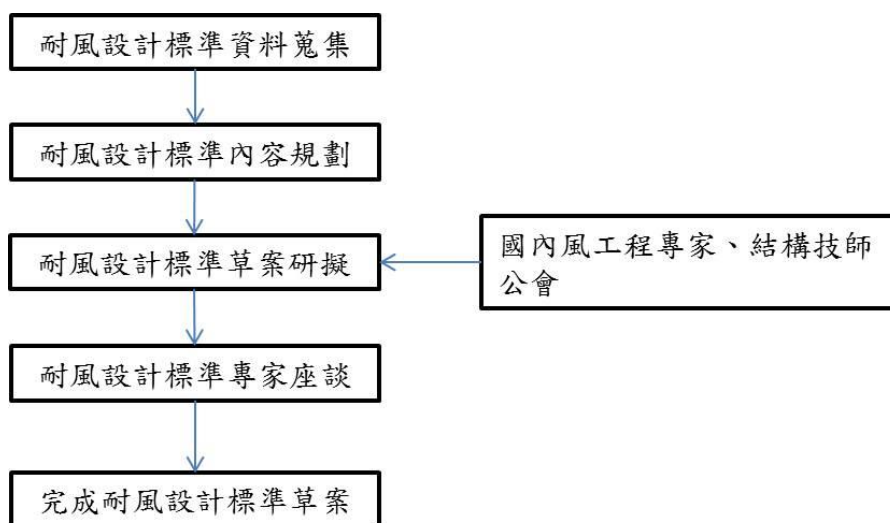 耐風設計標準資料蒐集
耐風設計標準內容規劃
耐風設計標準草案研擬
國內風工程專家、結構技師
公會
耐風設計標準專家座談
完成耐風設計標準草案